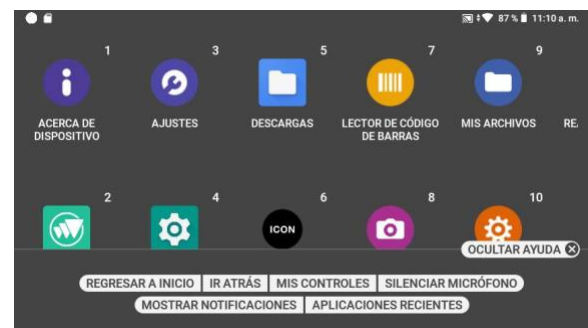 87 % 11:10 a. m.
1 3 5 7 9
ACERCA DE DISPOSITIVO
AJUSTES
DESCARGAS
LECTOR DE CÓDIGO DE BARRAS
MIS ARCHIVOS
RE
2 4 6 8 10
ICON
OCULTAR AYUDA
REGRESAR A INICIO IR ATRÁS MIS CONTROLES SILENCIAR MICRÓFONO
MOSTRAR NOTIFICACIONES APLICACIONES RECIENTES